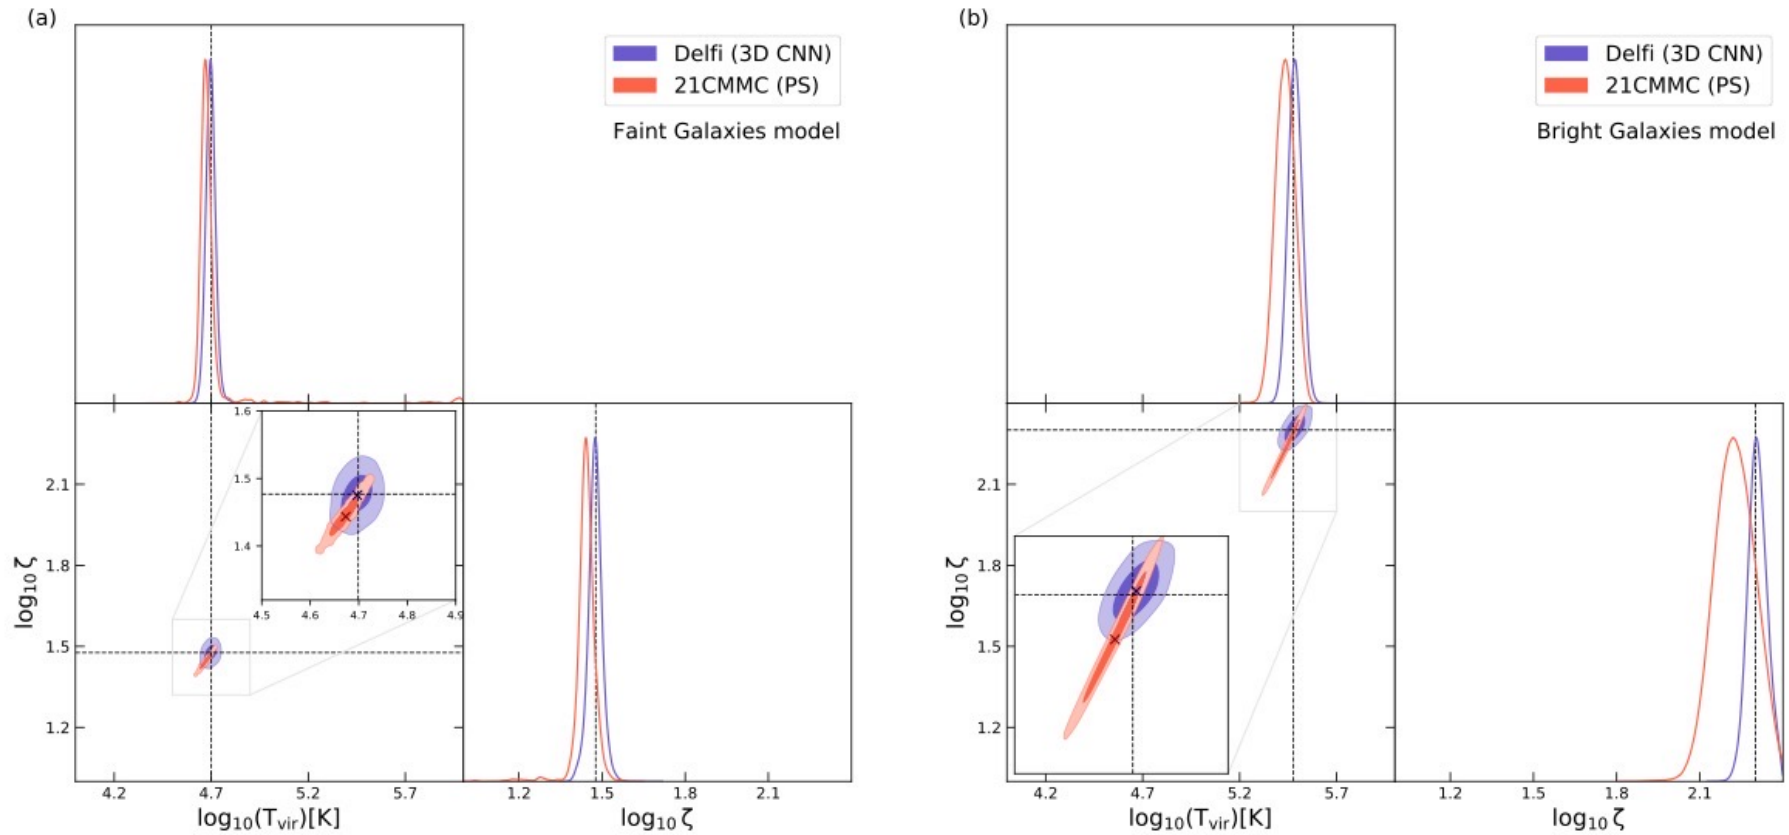 (a)
Delfi (3D CNN)
21CMMC (PS)
Faint Galaxies model
1.6
1.5
1.4
4.5 4.6 4.7 4.8 4.9
2.1
1.8
1.5
1.2
log₁₀ ζ
4.2 4.7 5.2 5.7
log₁₀(Tvir)[K]
1.2 1.5 1.8 2.1
log₁₀ ζ
(b)
Delfi (3D CNN)
21CMMC (PS)
Bright Galaxies model
2.1
1.8
1.5
1.2
log₁₀ ζ
4.2 4.7 5.2 5.7
log₁₀(Tvir)[K]
1.2 1.5 1.8 2.1
log₁₀ ζ